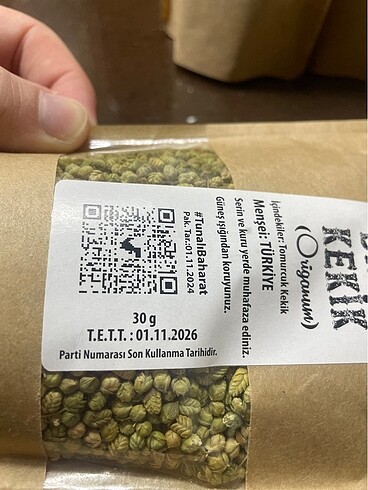 KEKİK
(Origanum)
İçindekiler: Tomurcuk Kekik
Menşei: TÜRKİYE
Serin ve kuru yerde muhafaza ediniz.
Güneş ışığından koruyunuz.
#TunalıBaharat
Pak. Tar.:01.11.2024
30 g
T.E.T.T. : 01.11.2026
Parti Numarası Son Kullanma Tarihidir.